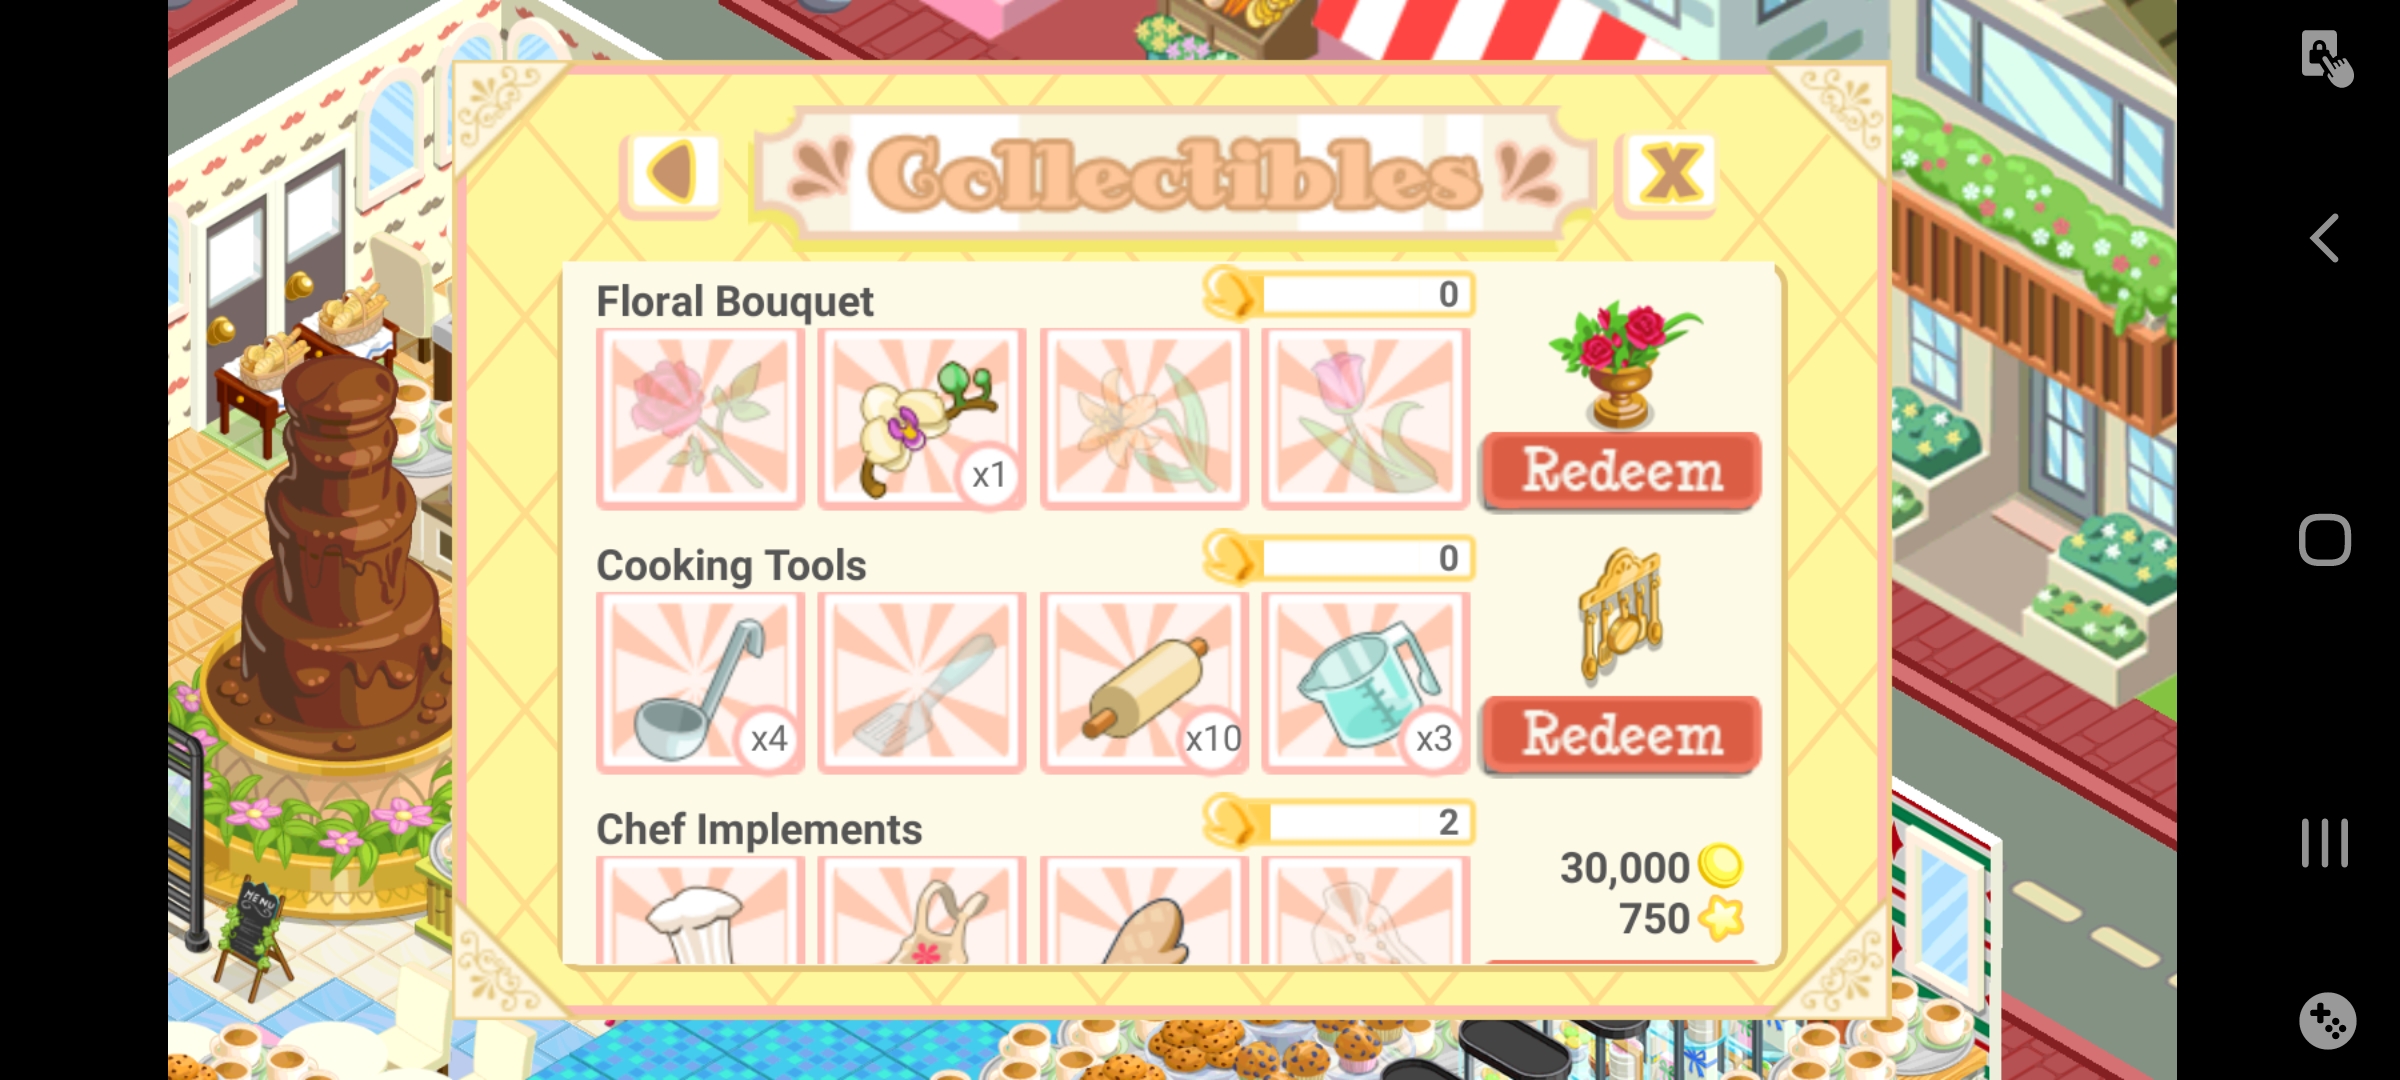 Collectibles
X
Floral Bouquet
0
x1
Redeem
Cooking Tools
0
x4
x10
x3
Redeem
Chef Implements
2
30,000
750
MENU